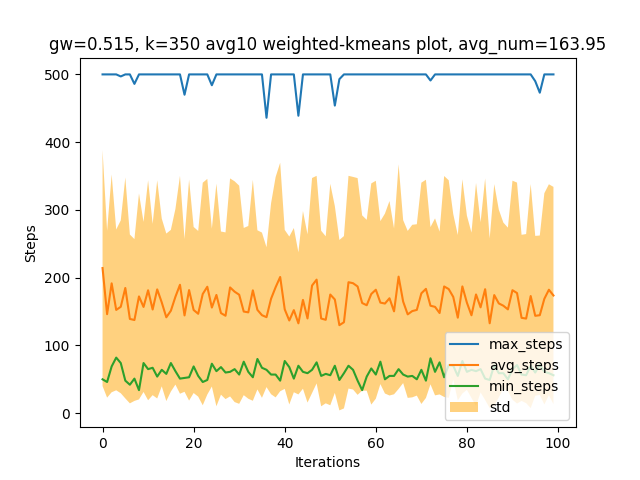 gw=0.515, k=350 avg10 weighted-kmeans plot, avg_num=163.95
500
400
300
200
100
0
Steps
max_steps
avg_steps
min_steps
std
0
20
40
60
80
100
Iterations